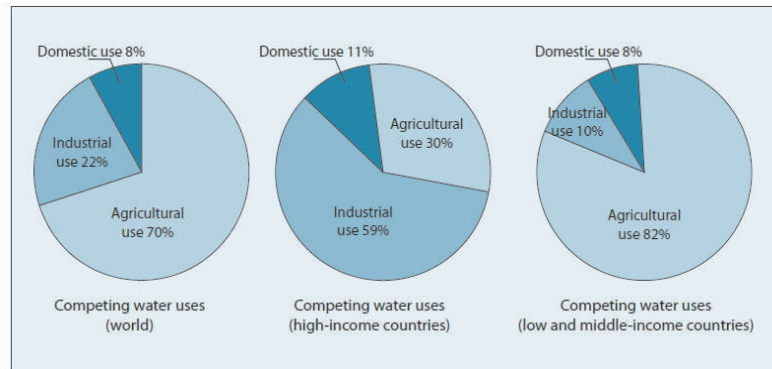 Domestic use 8%
Industrial
use 22%
Agricultural
use 70%
Competing water uses
(world)
Domestic use 11%
Agricultural
use 30%
Industrial
use 59%
Competing water uses
(high-income countries)
Domestic use 8%
Industrial
use 10%
Agricultural
use 82%
Competing water uses
(low and middle-income countries)